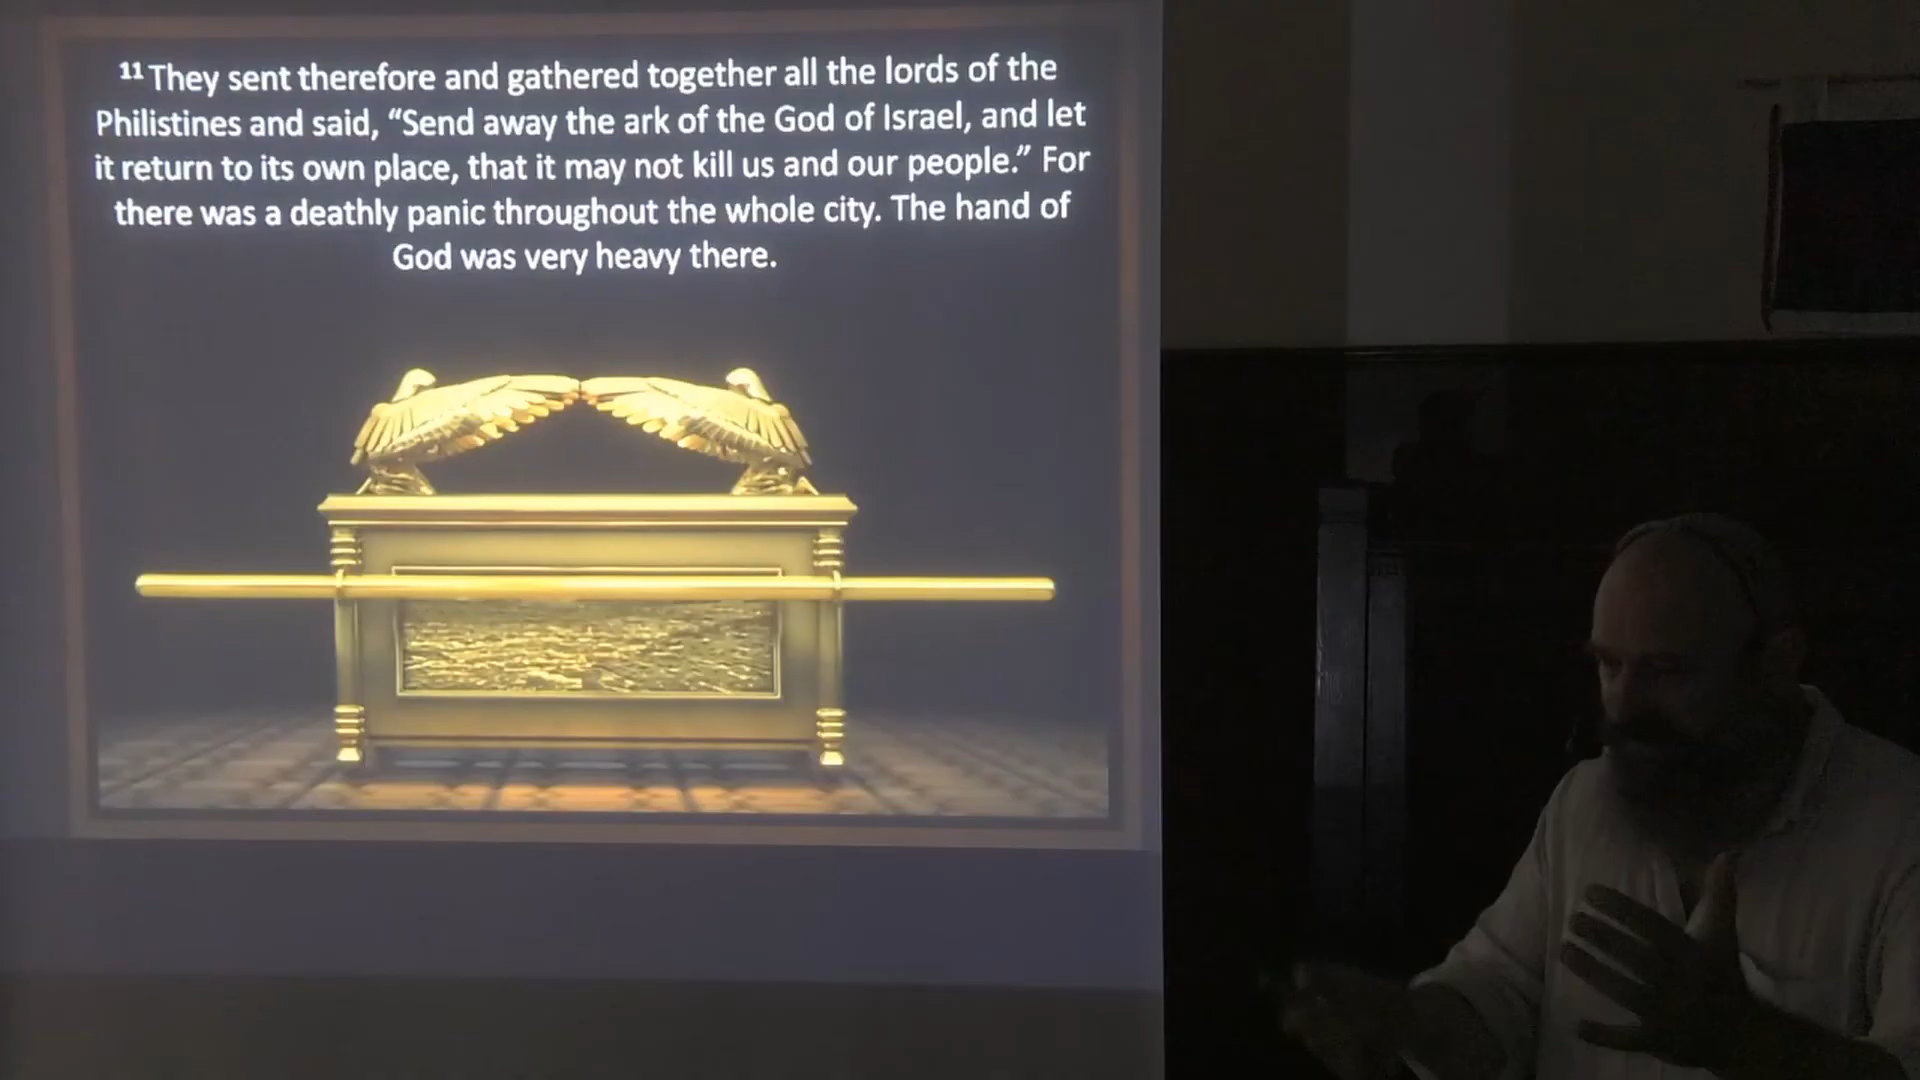 11 They sent therefore and gathered together all the lords of the
Philistines and said, “Send away the ark of the God of Israel, and let
it return to its own place, that it may not kill us and our people.” For
there was a deathly panic throughout the whole city. The hand of
God was very heavy there.